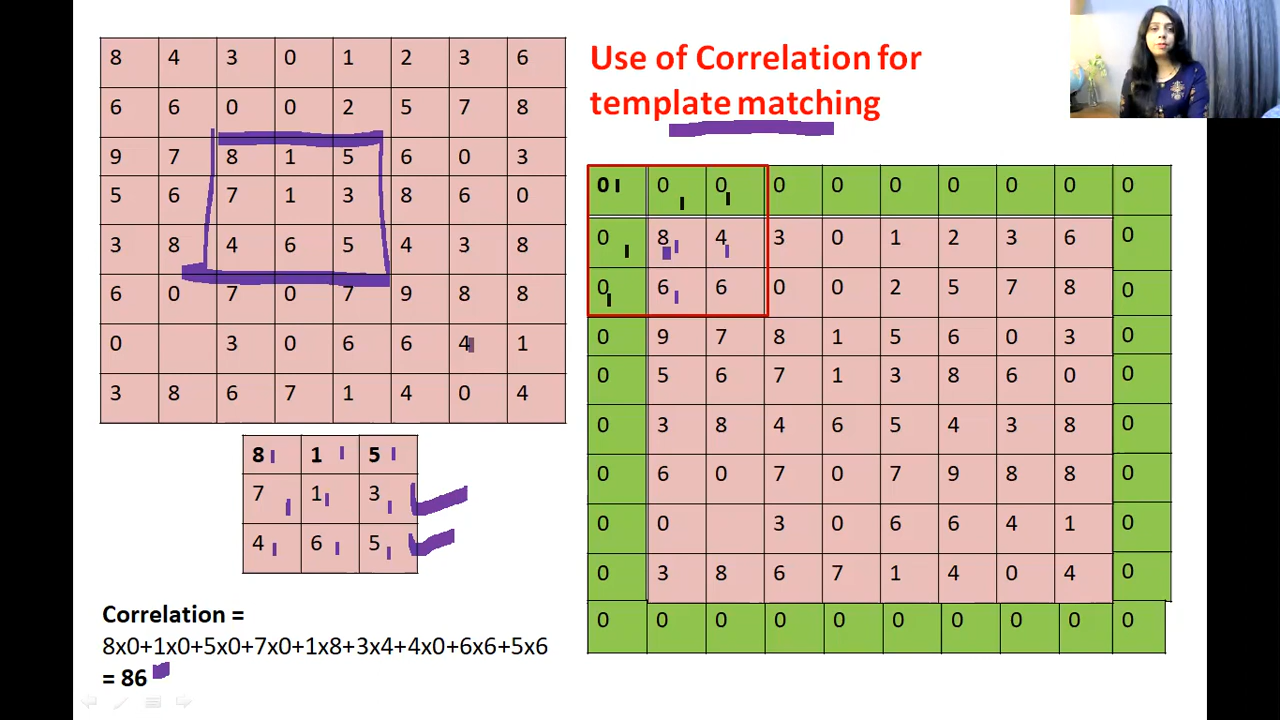 Use of Correlation for
template matching
8 4 3 0 1 2 3 6
6 6 0 0 2 5 7 8
9 7 8 1 5 6 0 3
5 6 7 1 3 8 6 0
3 8 4 6 5 4 3 8
6 0 7 0 7 9 8 8
0 3 0 6 6 4 1
3 8 6 7 1 4 0 4
8 1 5
7 1 3
4 6 5
Correlation =
8x0+1x0+5x0+7x0+1x8+3x4+4x0+6x6+5x6
= 86
0 0 0 0 0 0 0 0 0 0
0 8 4 3 0 1 2 3 6 0
0 6 6 0 0 2 5 7 8 0
0 9 7 8 1 5 6 0 3 0
0 5 6 7 1 3 8 6 0 0
0 3 8 4 6 5 4 3 8 0
0 6 0 7 0 7 9 8 8 0
0 0 3 0 6 6 4 1 0
0 3 8 6 7 1 4 0 4 0
0 0 0 0 0 0 0 0 0 0